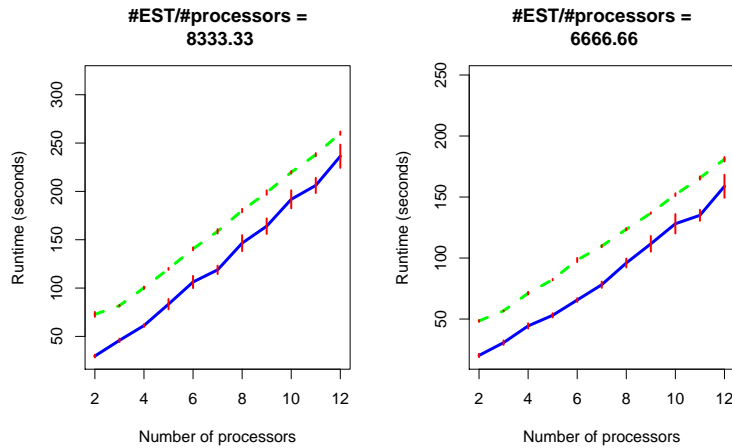 #EST/#processors =
8333.33
Runtime (seconds)
300
250
200
150
100
50
2 4 6 8 10 12
Number of processors
#EST/#processors =
6666.66
Runtime (seconds)
250
200
150
100
50
2 4 6 8 10 12
Number of processors